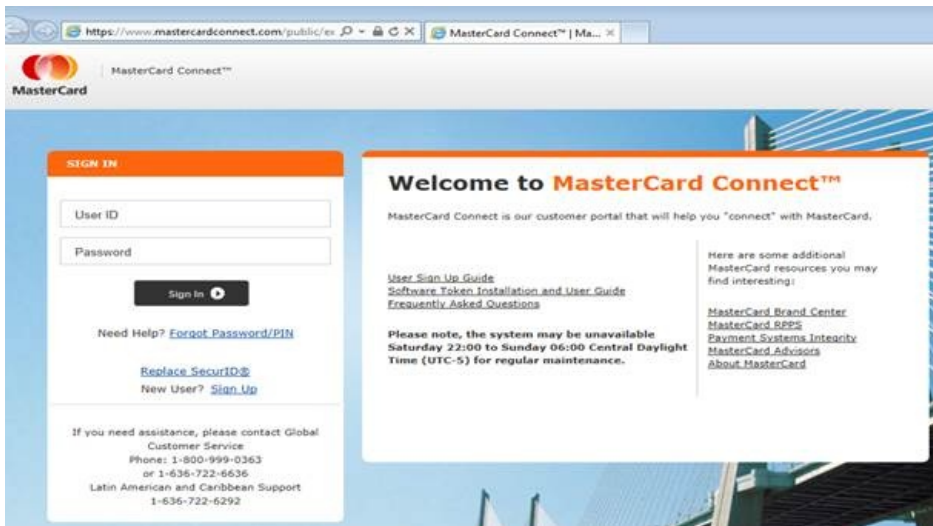 https://www.mastercardconnect.com/public/ex
MasterCard Connect™ | Ma...
MasterCard
MasterCard Connect™
SIGN IN
User ID
Password
Sign In
Need Help? Forgot Password/PIN
Replace SecurID®
New User? Sign Up
If you need assistance, please contact Global
Customer Service
Phone: 1-800-999-0363
or 1-636-722-6636
Latin American and Caribbean Support
1-636-722-6292
Welcome to MasterCard Connect™
MasterCard Connect is our customer portal that will help you "connect" with MasterCard.
User Sign Up Guide
Software Token Installation and User Guide
Frequently Asked Questions
Please note, the system may be unavailable
Saturday 22:00 to Sunday 06:00 Central Daylight
Time (UTC-5) for regular maintenance.
Here are some additional
MasterCard resources you may
find interesting:
MasterCard Brand Center
MasterCard RPPS
Payment Systems Integrity
MasterCard Advisors
About MasterCard